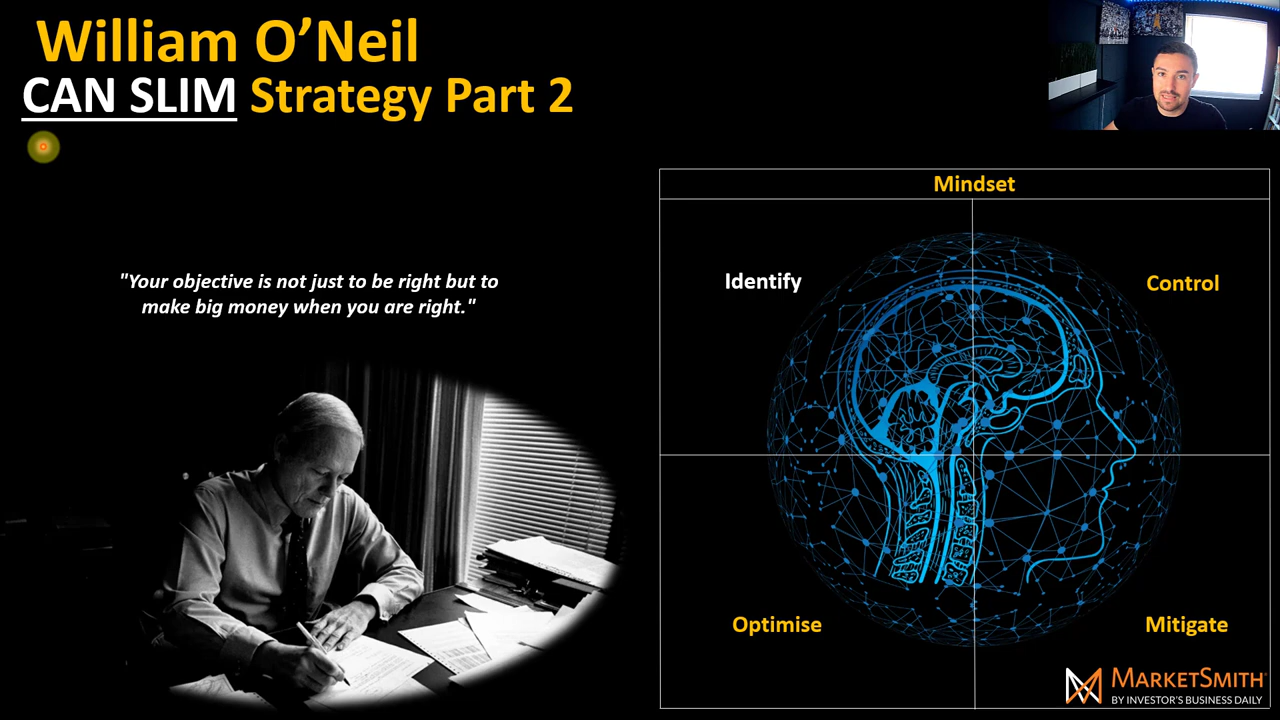 William O’Neil
CAN SLIM Strategy Part 2
"Your objective is not just to be right but to
make big money when you are right."
Mindset
Identify
Control
Optimise
Mitigate
MARKETSMITH®
BY INVESTOR'S BUSINESS DAILY